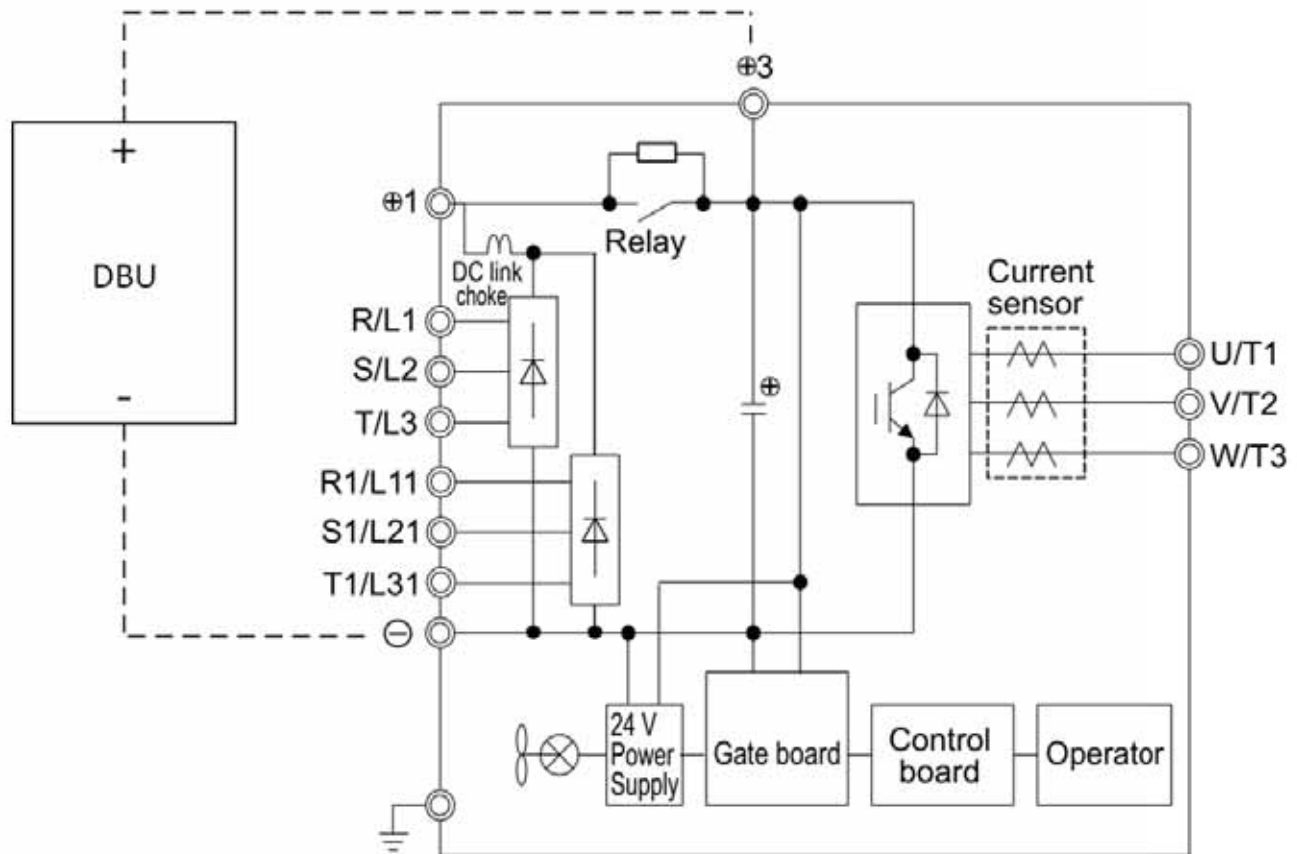 ⊕3
+
DBU
-
⊕1
Relay
DC link
choke
R/L1
S/L2
T/L3
R1/L11
S1/L21
T1/L31
⊖
⊕
Current
sensor
U/T1
V/T2
W/T3
24 V
Power
Supply
Gate board
Control
board
Operator